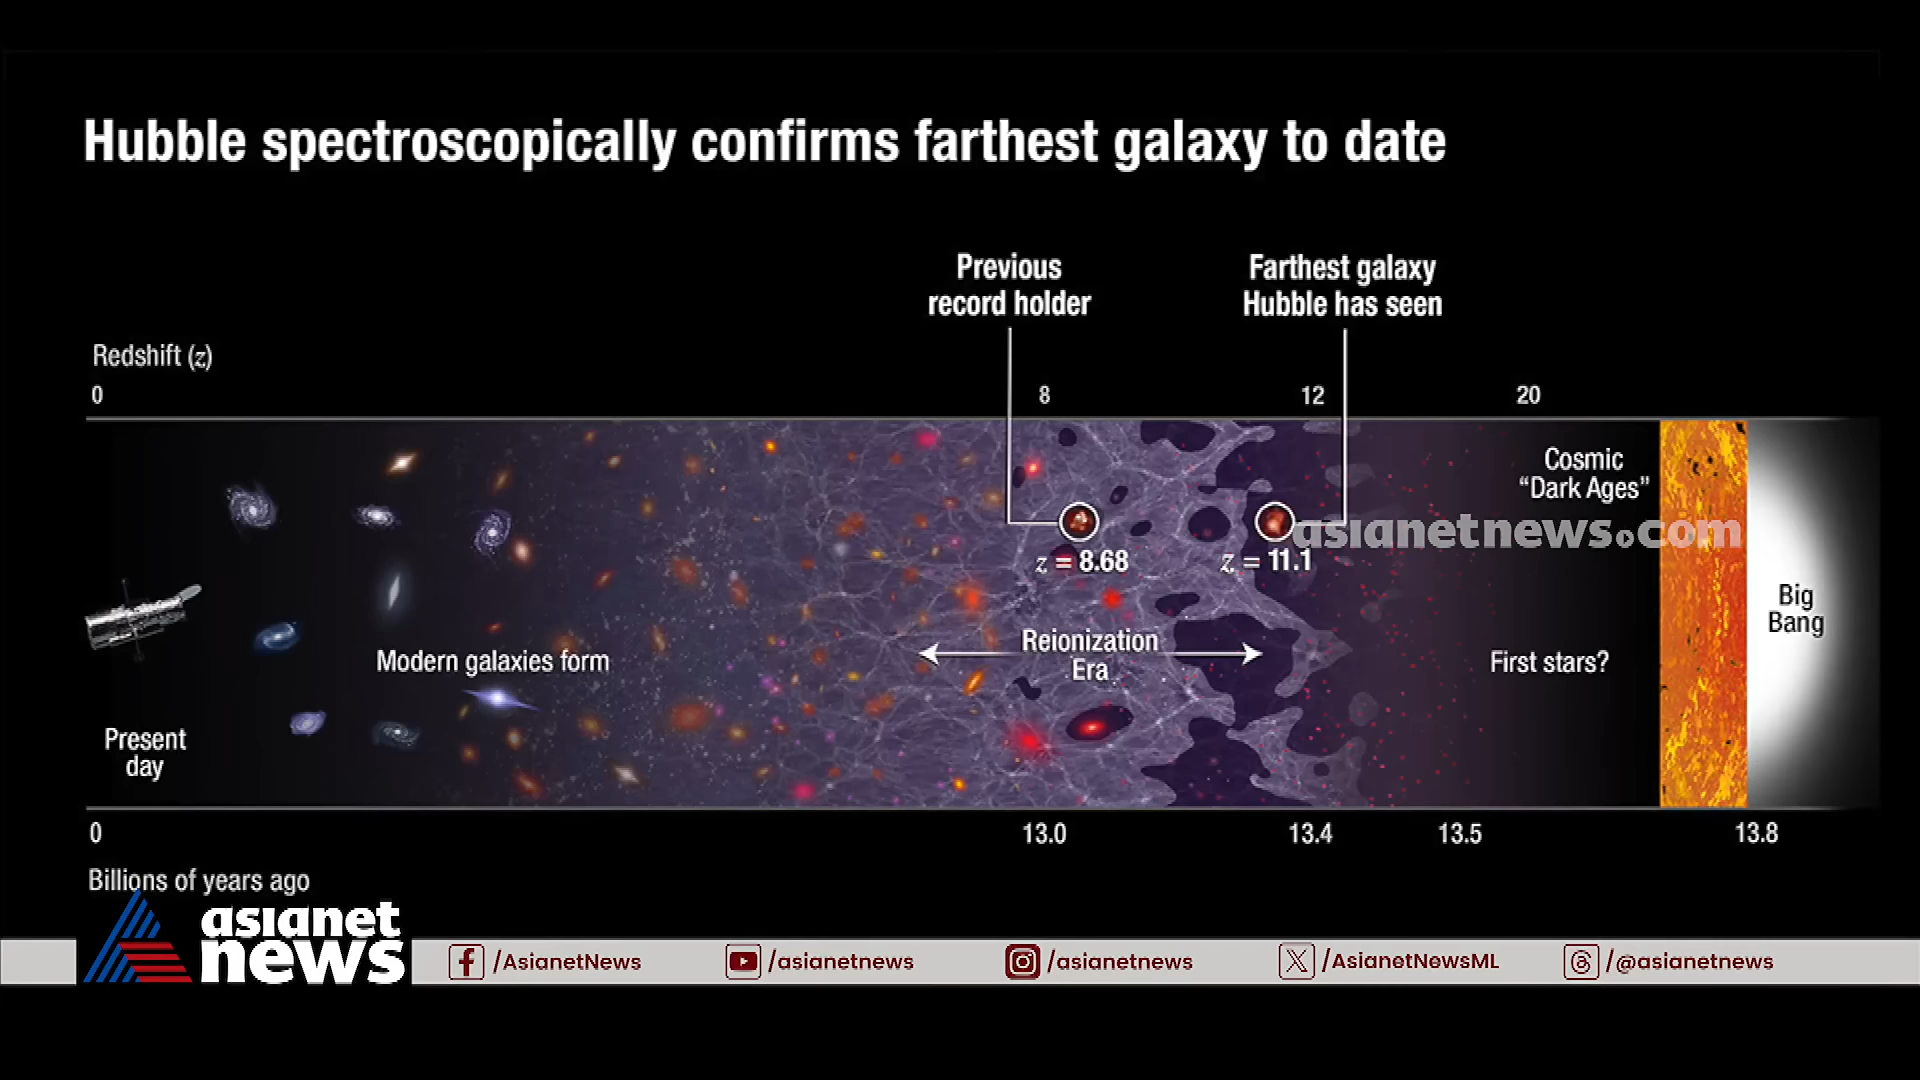 Hubble spectroscopically confirms farthest galaxy to date
Previous
record holder
Farthest galaxy
Hubble has seen
Redshift (z)
0
8
12
20
Cosmic
“Dark Ages”
asianetnews.com
z = 8.68
z = 11.1
Big
Bang
Reionization
Era
Modern galaxies form
First stars?
Present
day
0
13.0
13.4
13.5
13.8
Billions of years ago
asianet
news
/AsianetNews
/asianetnews
/asianetnews
/AsianetNewsML
/@asianetnews